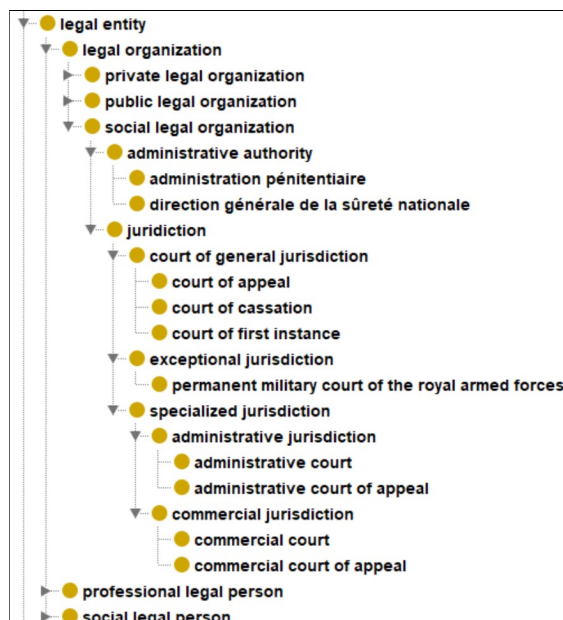 legal entity
legal organization
private legal organization
public legal organization
social legal organization
administrative authority
administration pénitentiaire
direction générale de la sûreté nationale
juridiction
court of general jurisdiction
court of appeal
court of cassation
court of first instance
exceptional jurisdiction
permanent military court of the royal armed forces
specialized jurisdiction
administrative jurisdiction
administrative court
administrative court of appeal
commercial jurisdiction
commercial court
commercial court of appeal
professional legal person
social legal person